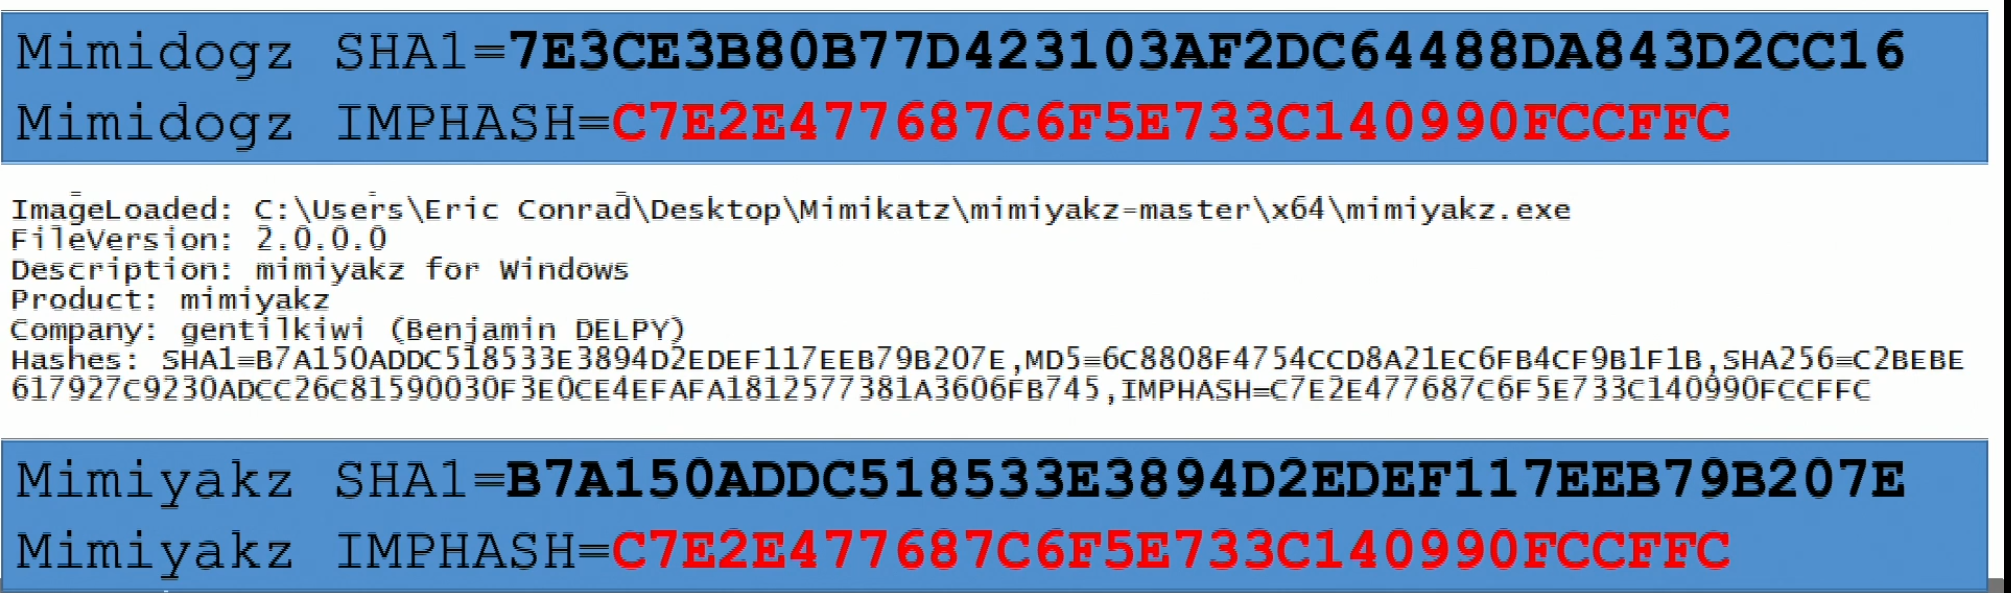 Mimidogz SHA1=7E3CE3B80B77D423103AF2DC64488DA843D2CC16
Mimidogz IMPHASH=C7E2E477687C6F5E733C140990FCCFFC
ImageLoaded: C:\Users\Eric Conrad\Desktop\Mimikatz\mimiyakz-master\x64\mimiyakz.exe
FileVersion: 2.0.0.0
Description: mimiyakz for Windows
Product: mimiyakz
Company: gentilkiwi (Benjamin DELPY)
Hashes: SHA1=B7A150ADDC518533E3894D2EDEF117EEB79B207E,MD5=6C8808F4754CCD8A21EC6FB4CF9B1F1B,SHA256=C2BEBE
617927C9230ADCC26C81590030F3E0CE4EFAFA1812577381A3606FB745,IMPHASH=C7E2E477687C6F5E733C140990FCCFFC
Mimiyakz SHA1=B7A150ADDC518533E3894D2EDEF117EEB79B207E
Mimiyakz IMPHASH=C7E2E477687C6F5E733C140990FCCFFC